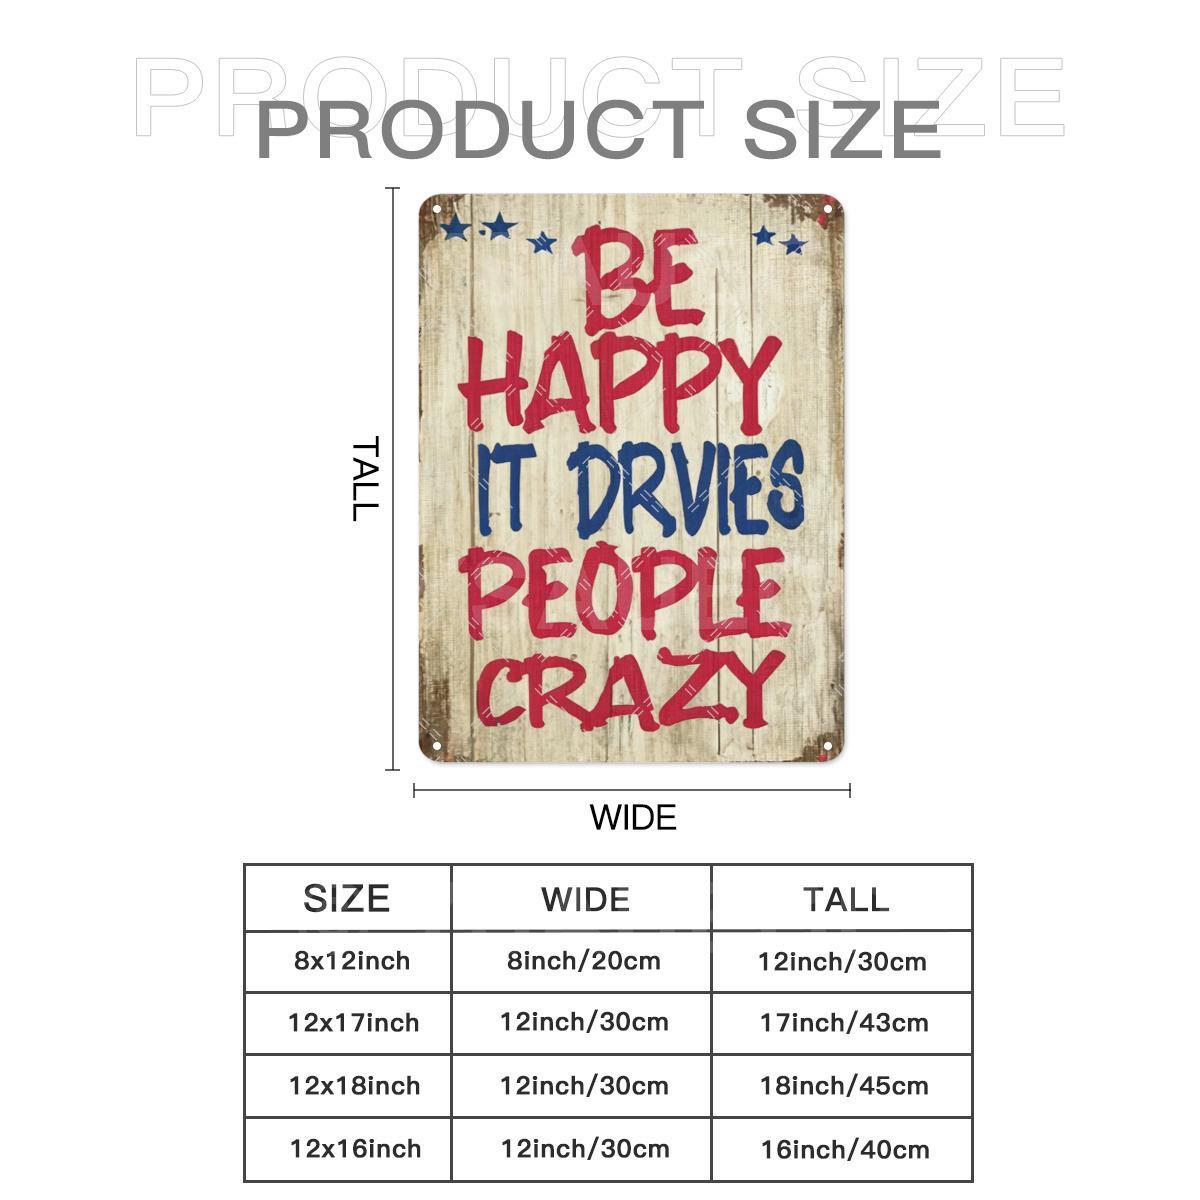 PRODUCT SIZE
PRODUCT SIZE
BE
HAPPY
IT DRVIES
PEOPLE
CRAZY
TALL
WIDE
SIZE WIDE TALL
8x12inch 8inch/20cm 12inch/30cm
12x17inch 12inch/30cm 17inch/43cm
12x18inch 12inch/30cm 18inch/45cm
12x16inch 12inch/30cm 16inch/40cm